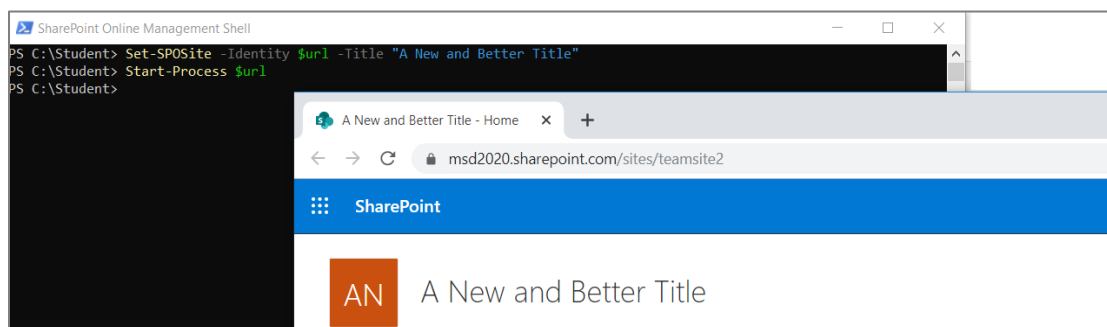 SharePoint Online Management Shell
PS C:\Student> Set-SPOSite -Identity $url -Title "A New and Better Title"
PS C:\Student> Start-Process $url
PS C:\Student>
A New and Better Title - Home
msd2020.sharepoint.com/sites/teamsite2
SharePoint
AN A New and Better Title